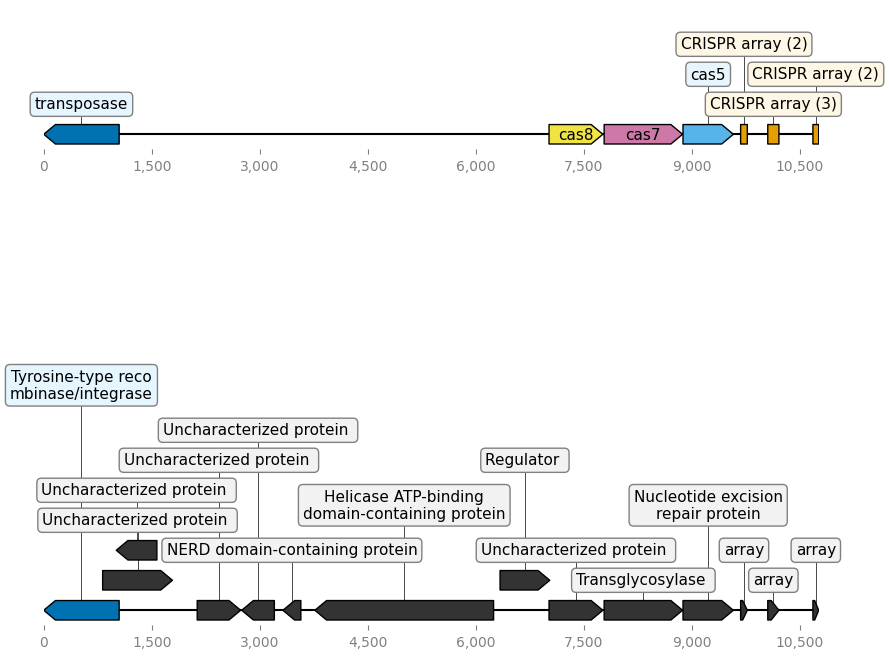 CRISPR array (2)
cas5
CRISPR array (2)
transposase
CRISPR array (3)
cas8
cas7
0
1,500
3,000
4,500
6,000
7,500
9,000
10,500
Tyrosine-type reco
mbinase/integrase
Uncharacterized protein
Uncharacterized protein
Regulator
Uncharacterized protein
Helicase ATP-binding
domain-containing protein
Nucleotide excision
repair protein
Uncharacterized protein
NERD domain-containing protein
Uncharacterized protein
array
array
Transglycosylase
array
0
1,500
3,000
4,500
6,000
7,500
9,000
10,500